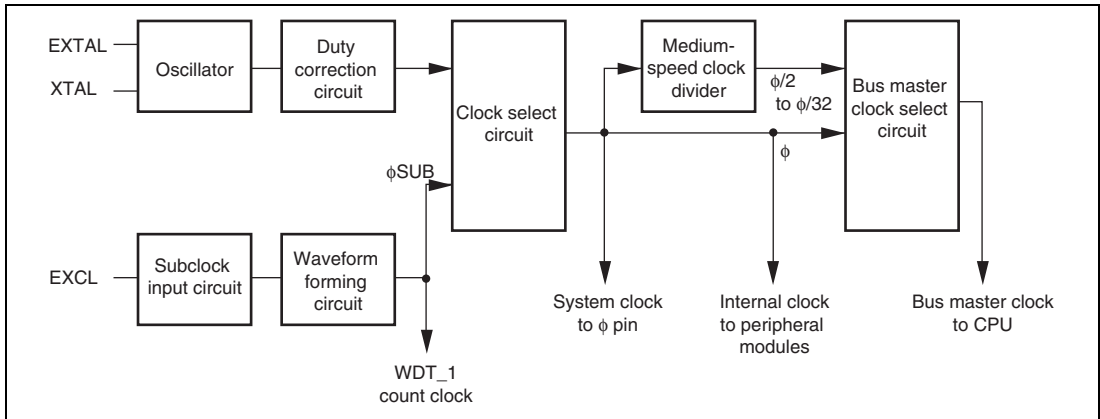 EXTAL
XTAL
Oscillator
Duty
correction
circuit
Clock select
circuit
Medium-
speed clock
divider
ϕ/2
to ϕ/32
Bus master
clock select
circuit
ϕ
ϕSUB
EXCL
Subclock
input circuit
Waveform
forming
circuit
WDT_1
count clock
System clock
to ϕ pin
Internal clock
to peripheral
modules
Bus master clock
to CPU